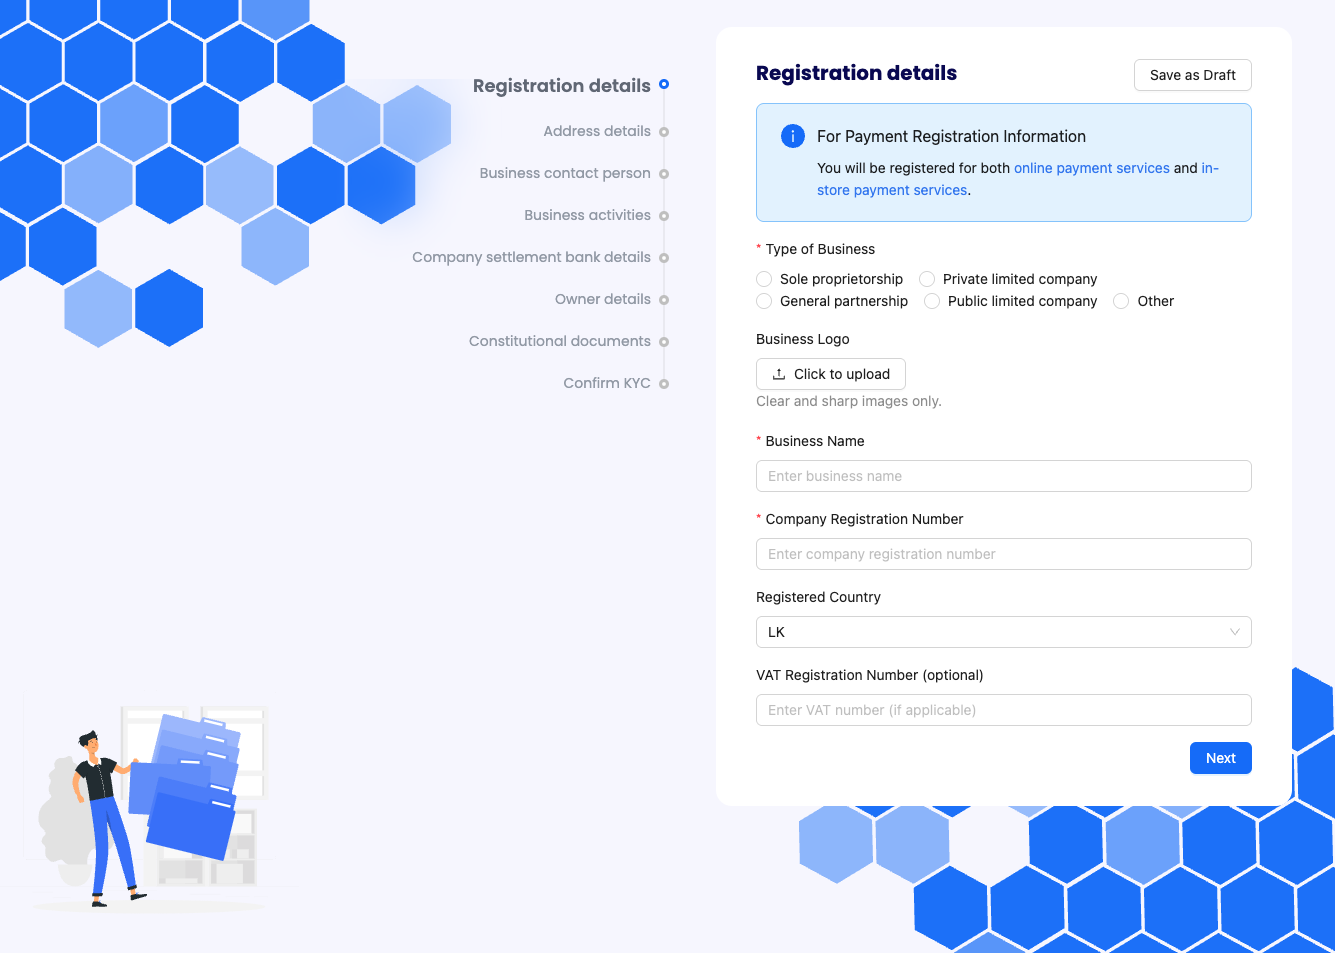 Registration details
Address details
Business contact person
Business activities
Company settlement bank details
Owner details
Constitutional documents
Confirm KYC
Registration details
Save as Draft
For Payment Registration Information
You will be registered for both online payment services and in-
store payment services.
* Type of Business
Sole proprietorship Private limited company
General partnership Public limited company Other
Business Logo
Click to upload
Clear and sharp images only.
* Business Name
Enter business name
* Company Registration Number
Enter company registration number
Registered Country
LK
VAT Registration Number (optional)
Enter VAT number (if applicable)
Next